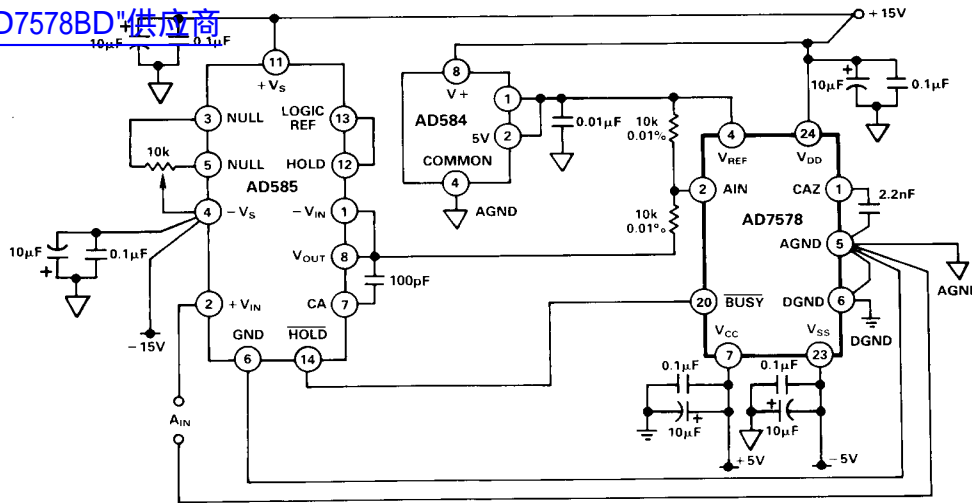 D7578BD"供应商
+15V
10μF
0.1μF
11
+VS
8
V+
10μF
0.1μF
3
NULL
LOGIC
REF
13
1
AD584
5V
2
0.01μF
10k
0.01%
4
VREF
24
VDD
10k
5
NULL
HOLD
12
AD585
COMMON
4
AGND
2
AIN
CAZ
1
2.2nF
AD7578
4
-VS
-VIN
1
10k
0.01%
AGND
5
10μF
0.1μF
VOUT
8
100pF
AGND
2
+VIN
CA
7
20
BUSY
DGND
6
DGND
-15V
GND
HOLD
6
14
VCC
VSS
7
23
0.1μF
0.1μF
AIN
10μF
10μF
+5V
-5V